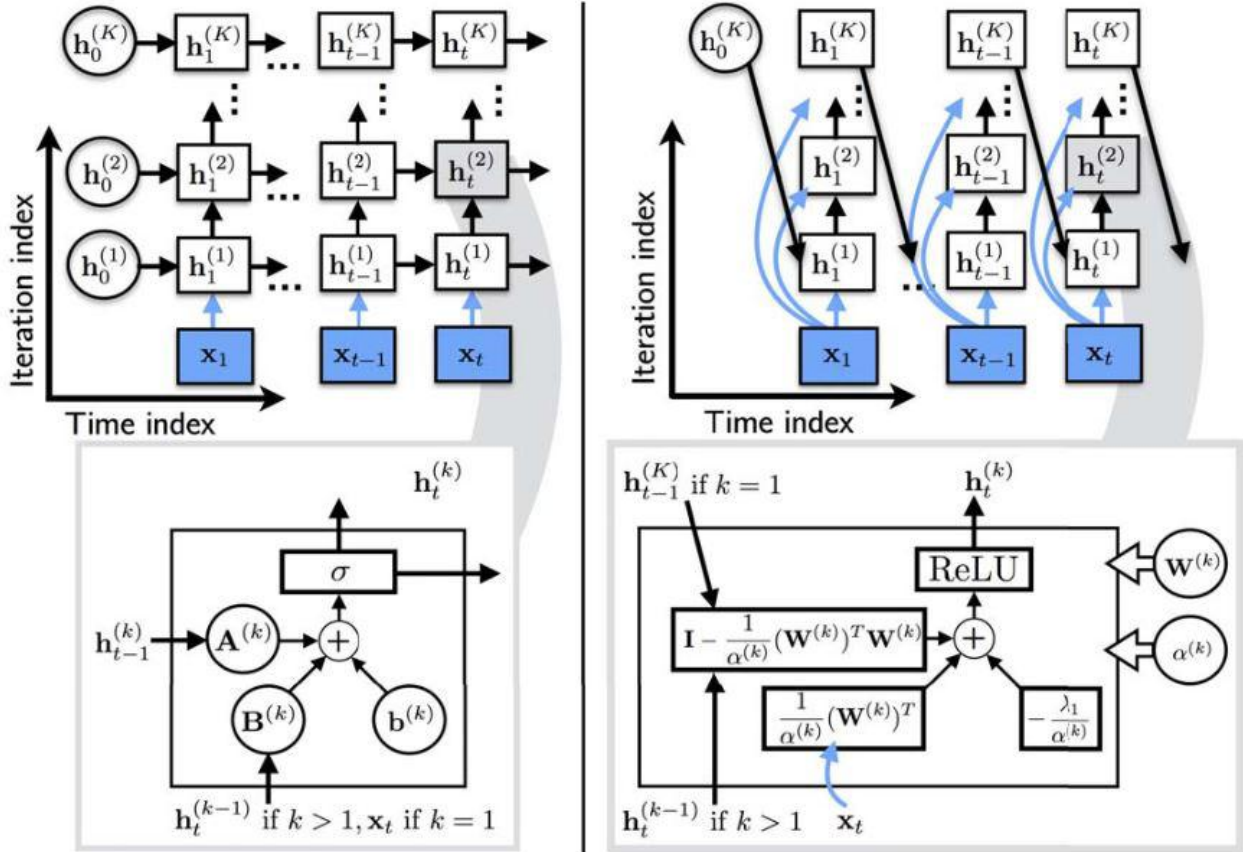 h_0^{(K)} h_1^{(K)} ... h_{t-1}^{(K)} h_t^{(K)}
... ... ...
h_0^{(2)} h_1^{(2)} ... h_{t-1}^{(2)} h_t^{(2)}
h_0^{(1)} h_1^{(1)} ... h_{t-1}^{(1)} h_t^{(1)}
x_1 x_{t-1} x_t
Iteration index
Time index
h_t^{(k)}
σ
h_{t-1}^{(k)} A^{(k)} +
B^{(k)} b^{(k)}
h_t^{(k-1)} if k > 1, x_t if k = 1
h_0^{(K)} h_1^{(K)} h_{t-1}^{(K)} h_t^{(K)}
... ... ...
h_1^{(2)} h_{t-1}^{(2)} h_t^{(2)}
h_1^{(1)} ... h_{t-1}^{(1)} h_t^{(1)}
x_1 x_{t-1} x_t
Iteration index
Time index
h_{t-1}^{(K)} if k = 1 h_t^{(k)}
ReLU W^{(k)}
I - \frac{1}{α^{(k)}}(W^{(k)})^T W^{(k)} + α^{(k)}
\frac{1}{α^{(k)}}(W^{(k)})^T -\frac{λ_1}{α^{(k)}}
h_t^{(k-1)} if k > 1 x_t